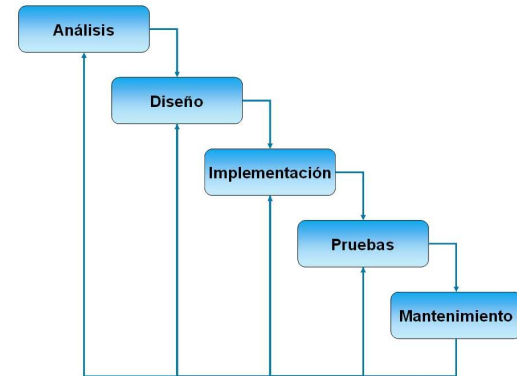 Análisis
Diseño
Implementación
Pruebas
Mantenimiento